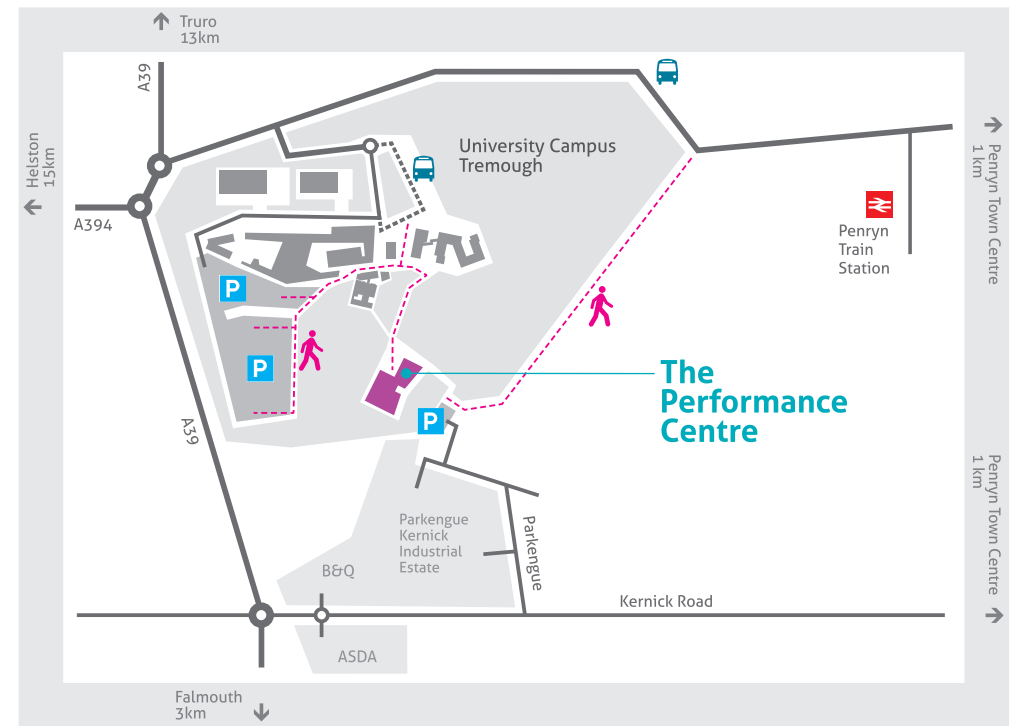 Truro
13km
A39
Helston
15km
A394
University Campus
Tremough
Penryn
Train
Station
Penryn Town Centre
1 km
P
P
P
The
Performance
Centre
A39
Parkengue
Kernick
Industrial
Estate
Parkengue
B&Q
Kernick Road
ASDA
Penryn Town Centre
1 km
Falmouth
3km